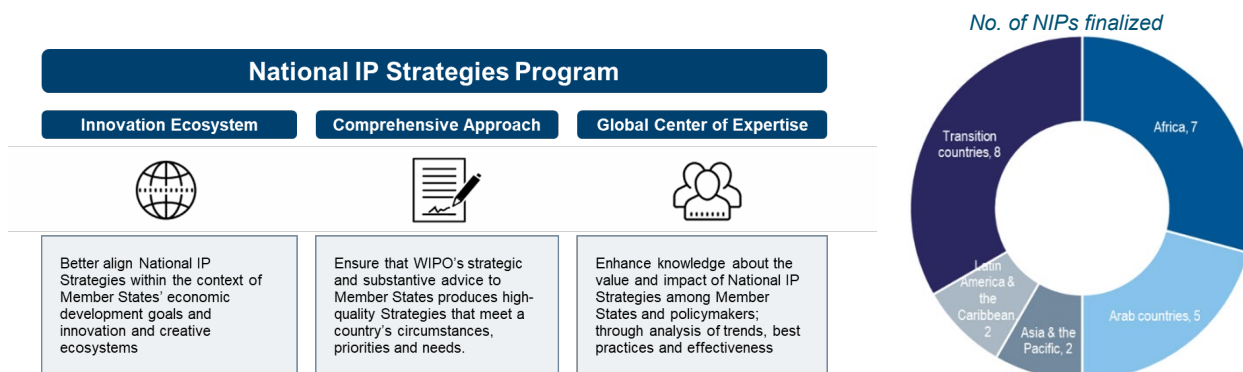 No. of NIPs finalized
National IP Strategies Program
Innovation Ecosystem
Comprehensive Approach
Global Center of Expertise
Better align National IP
Strategies within the context of
Member States' economic
development goals and
innovation and creative
ecosystems
Ensure that WIPO's strategic
and substantive advice to
Member States produces high-
quality Strategies that meet a
country's circumstances,
priorities and needs.
Enhance knowledge about the
value and impact of National IP
Strategies among Member
States and policymakers;
through analysis of trends, best
practices and effectiveness
Transition
countries, 8
Africa, 7
Latin
America &
the
Caribbean,
2
Asia & the
Pacific, 2
Arab countries, 5